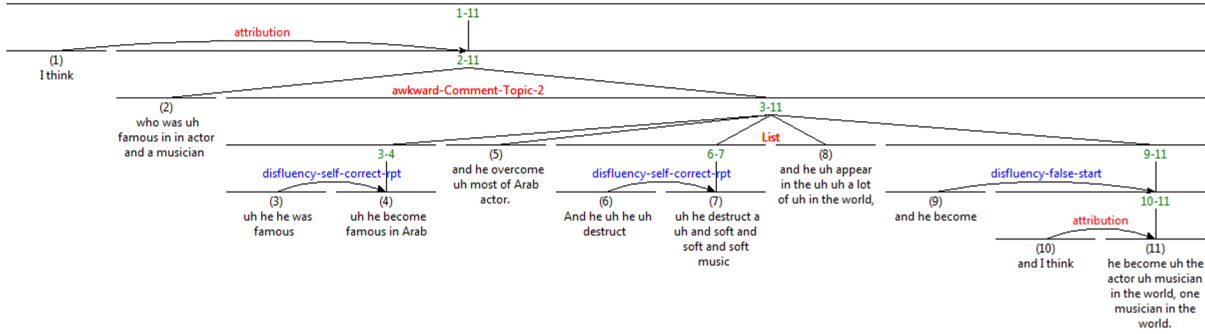 1-11
attribution
(1)
I think
2-11
awkward-Comment-Topic-2
(2)
who was uh
famous in in actor
and a musician
3-11
List
3-4
disfluency-self-correct-rpt
(3)
uh he he was
famous
(4)
uh he become
famous in Arab
(5)
and he overcome
uh most of Arab
actor.
6-7
disfluency-self-correct-rpt
(6)
And he uh he uh
destruct
(7)
uh he destruct a
uh and soft and
soft and soft
music
(8)
and he uh appear
in the uh uh a lot
of uh in the world,
9-11
disfluency-false-start
(9)
and he become
10-11
attribution
(10)
and I think
(11)
he become uh the
actor uh musician
in the world, one
musician in the
world.